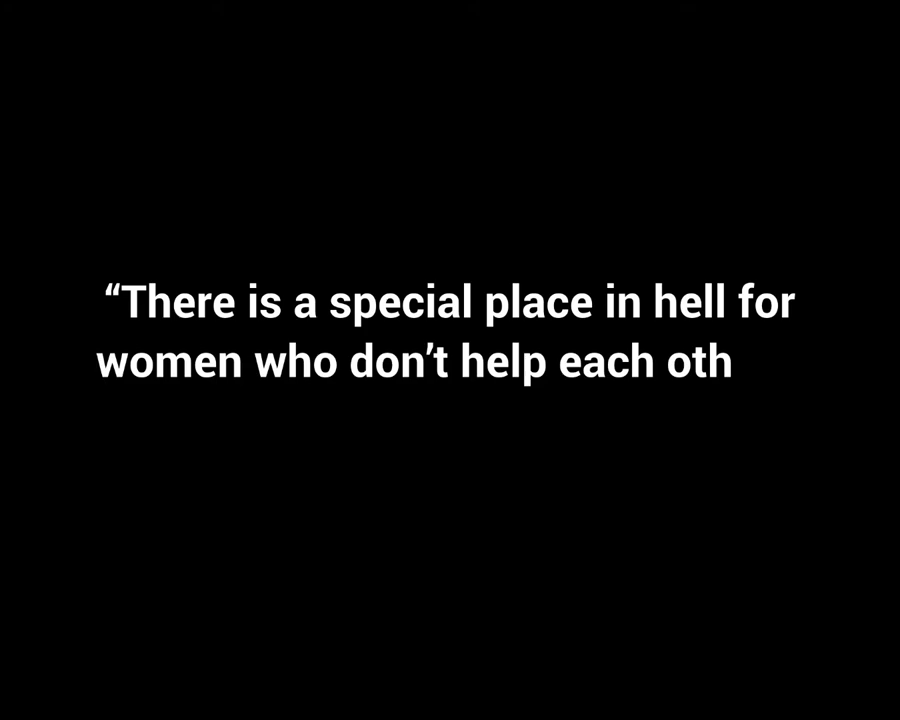 “There is a special place in hell for
women who don’t help each oth